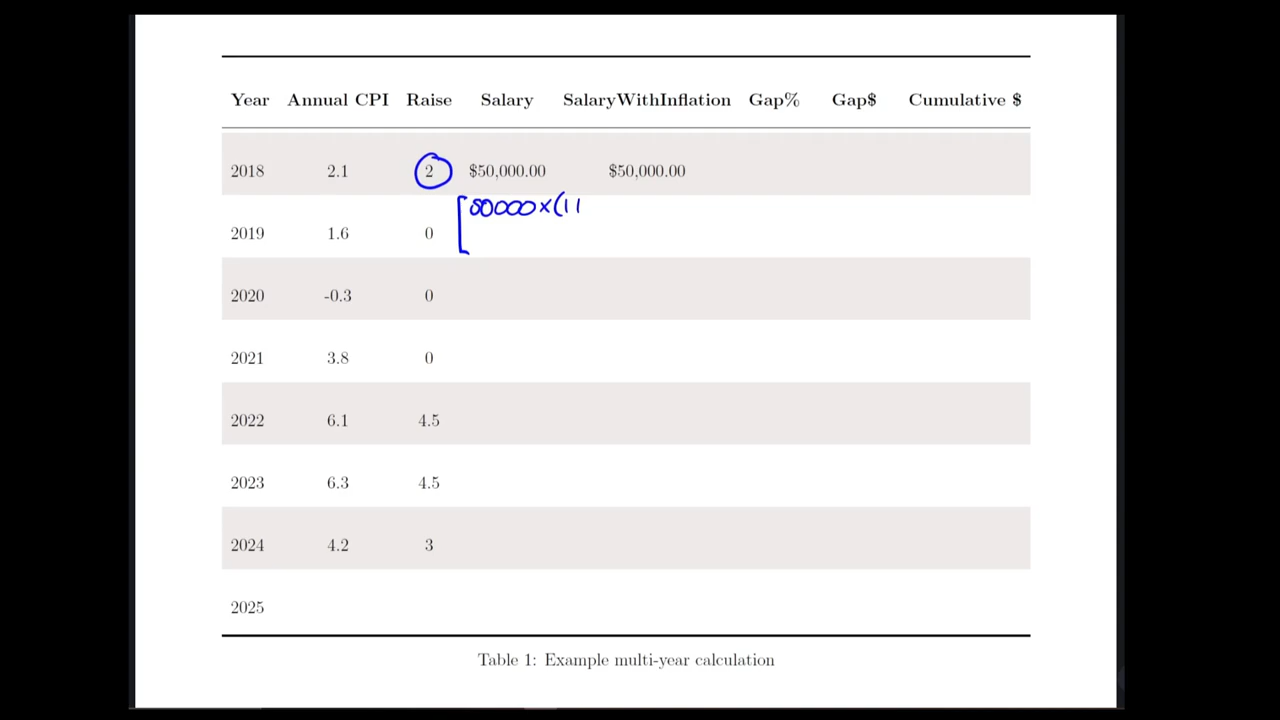 Year Annual CPI Raise Salary SalaryWithInflation Gap% Gap$ Cumulative $
2018 2.1 2 $50,000.00 $50,000.00
50000×(11
2019 1.6 0
2020 -0.3 0
2021 3.8 0
2022 6.1 4.5
2023 6.3 4.5
2024 4.2 3
2025
Table 1: Example multi-year calculation